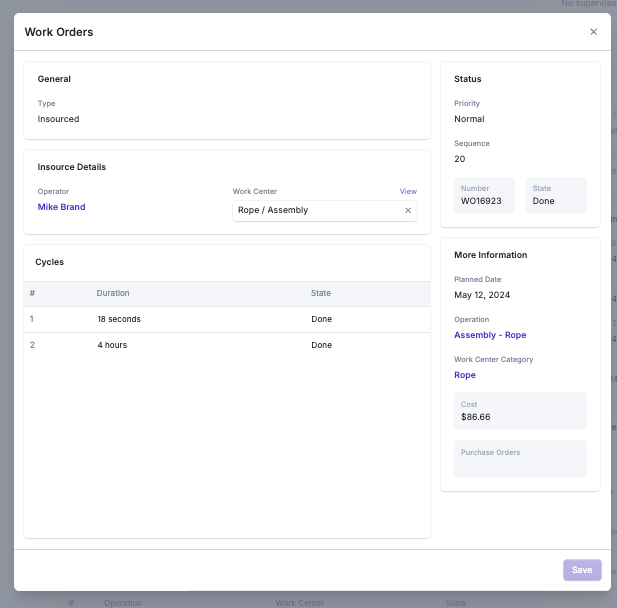 No superviso
Work Orders
General
Type
Insourced
Insource Details
Operator
Mike Brand
Work Center
View
Rope / Assembly
Cycles
# Duration State
1 18 seconds Done
2 4 hours Done
Status
Priority
Normal
Sequence
20
Number
WO16923
State
Done
More Information
Planned Date
May 12, 2024
Operation
Assembly - Rope
Work Center Category
Rope
Cost
$86.66
Purchase Orders
Save
# Operation Work Center State